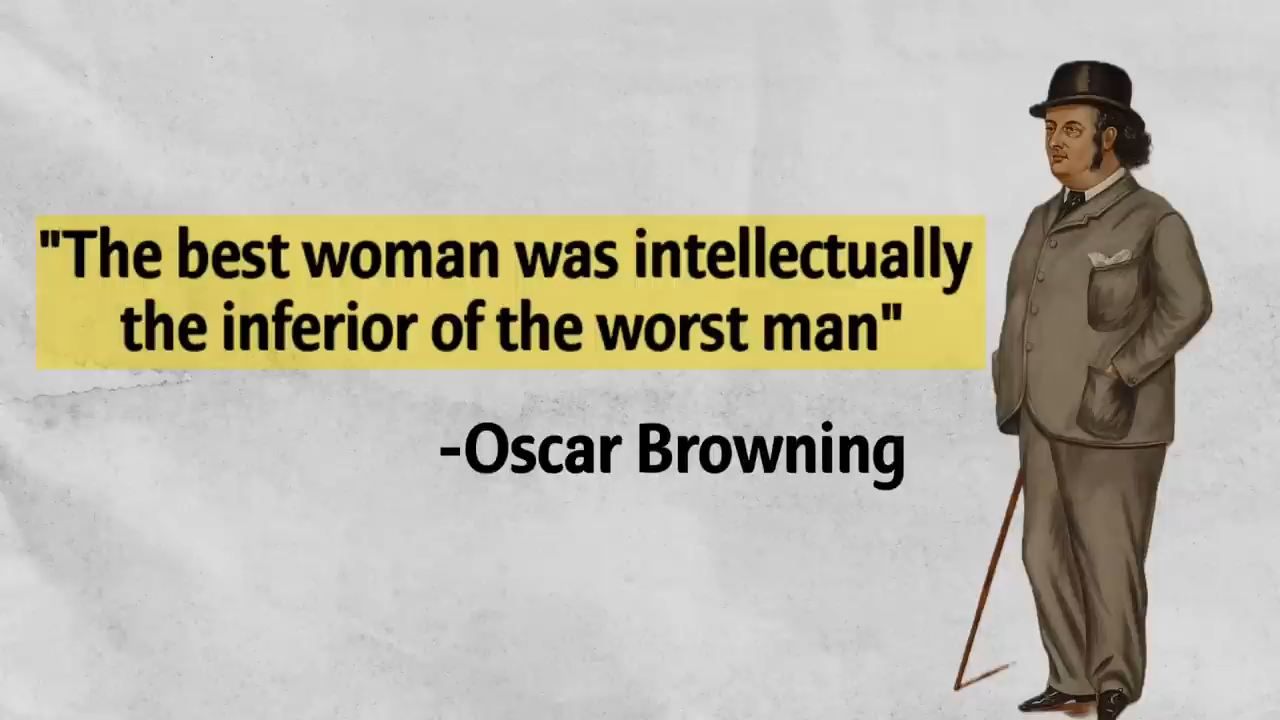 "The best woman was intellectually
the inferior of the worst man"
-Oscar Browning